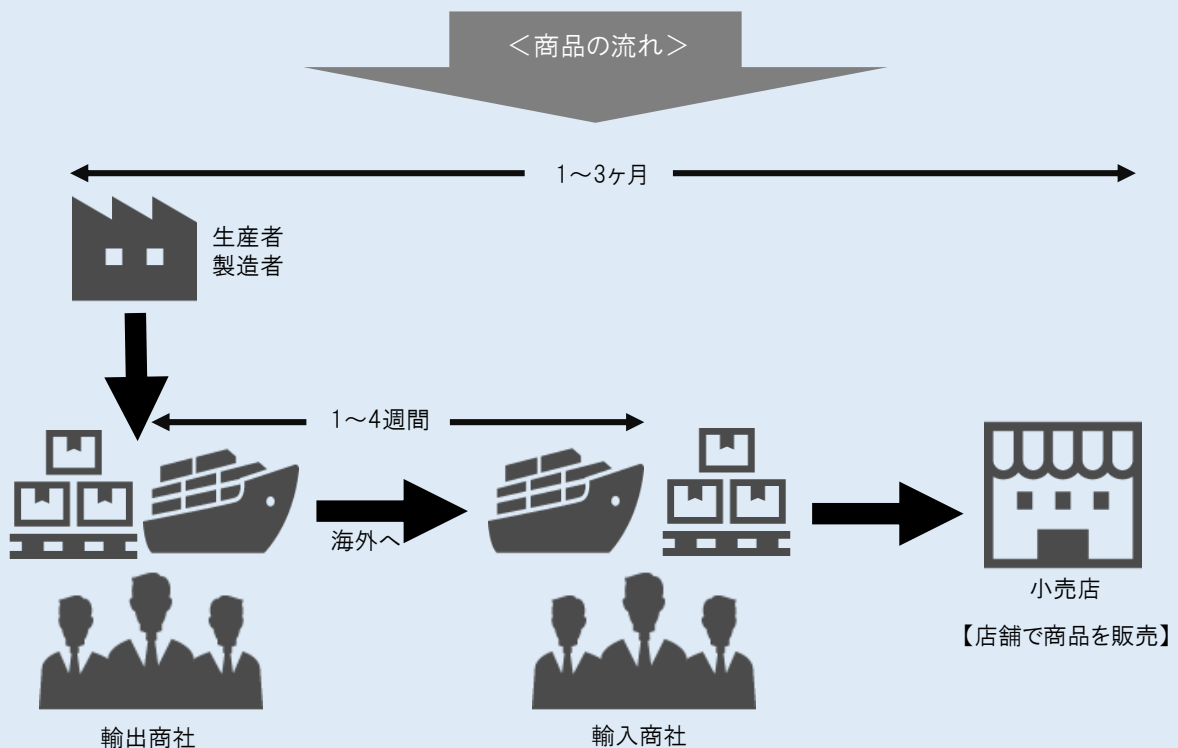 ＜商品の流れ＞
1～3ヶ月
生産者
製造者
1～4週間
海外へ
小売店
【店舗で商品を販売】
輸出商社
輸入商社